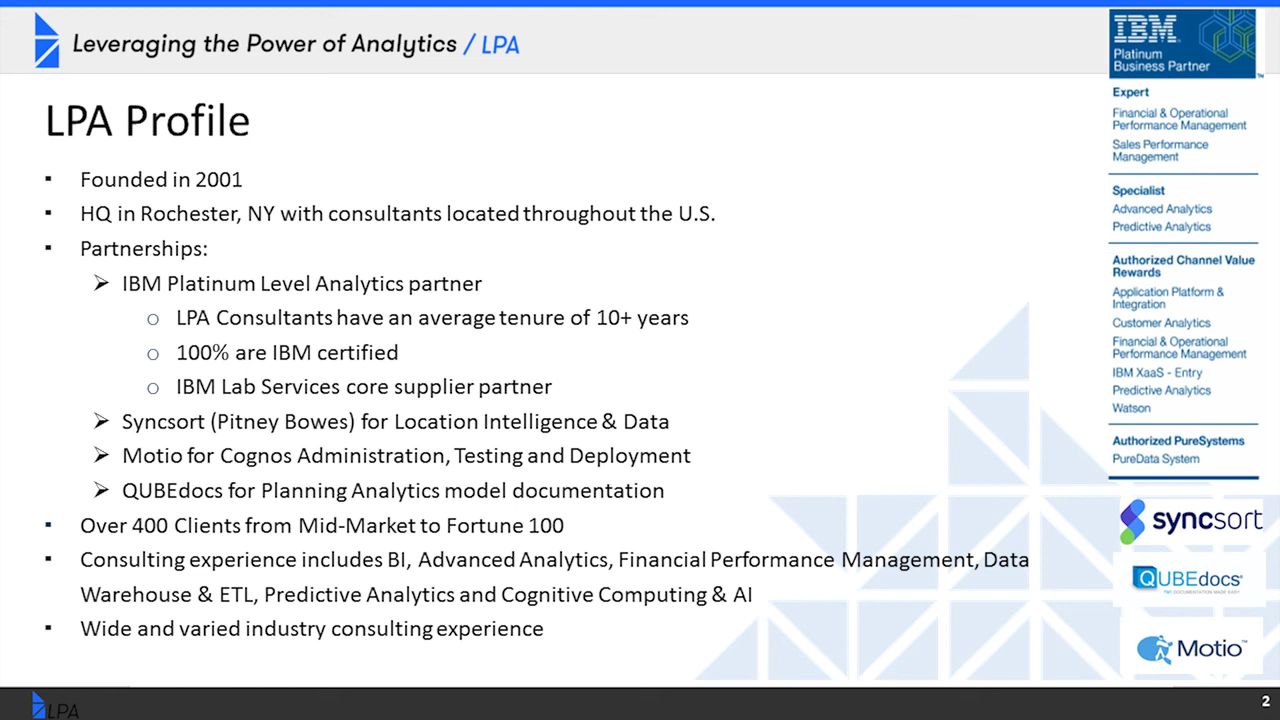 Leveraging the Power of Analytics / LPA
LPA Profile
▪ Founded in 2001
▪ HQ in Rochester, NY with consultants located throughout the U.S.
▪ Partnerships:
➢ IBM Platinum Level Analytics partner
o LPA Consultants have an average tenure of 10+ years
o 100% are IBM certified
o IBM Lab Services core supplier partner
➢ Syncsort (Pitney Bowes) for Location Intelligence & Data
➢ Motio for Cognos Administration, Testing and Deployment
➢ QUBEdocs for Planning Analytics model documentation
▪ Over 400 Clients from Mid-Market to Fortune 100
▪ Consulting experience includes BI, Advanced Analytics, Financial Performance Management, Data
Warehouse & ETL, Predictive Analytics and Cognitive Computing & AI
▪ Wide and varied industry consulting experience
IBM
Platinum
Business Partner
Expert
Financial & Operational
Performance Management
Sales Performance
Management
Specialist
Advanced Analytics
Predictive Analytics
Authorized Channel Value
Rewards
Application Platform &
Integration
Customer Analytics
Financial & Operational
Performance Management
IBM XaaS - Entry
Predictive Analytics
Watson
Authorized PureSystems
PureData System
syncsort
QUBEdocs®
TM1 DOCUMENTATION MADE EASY
Motio™
LPA
2